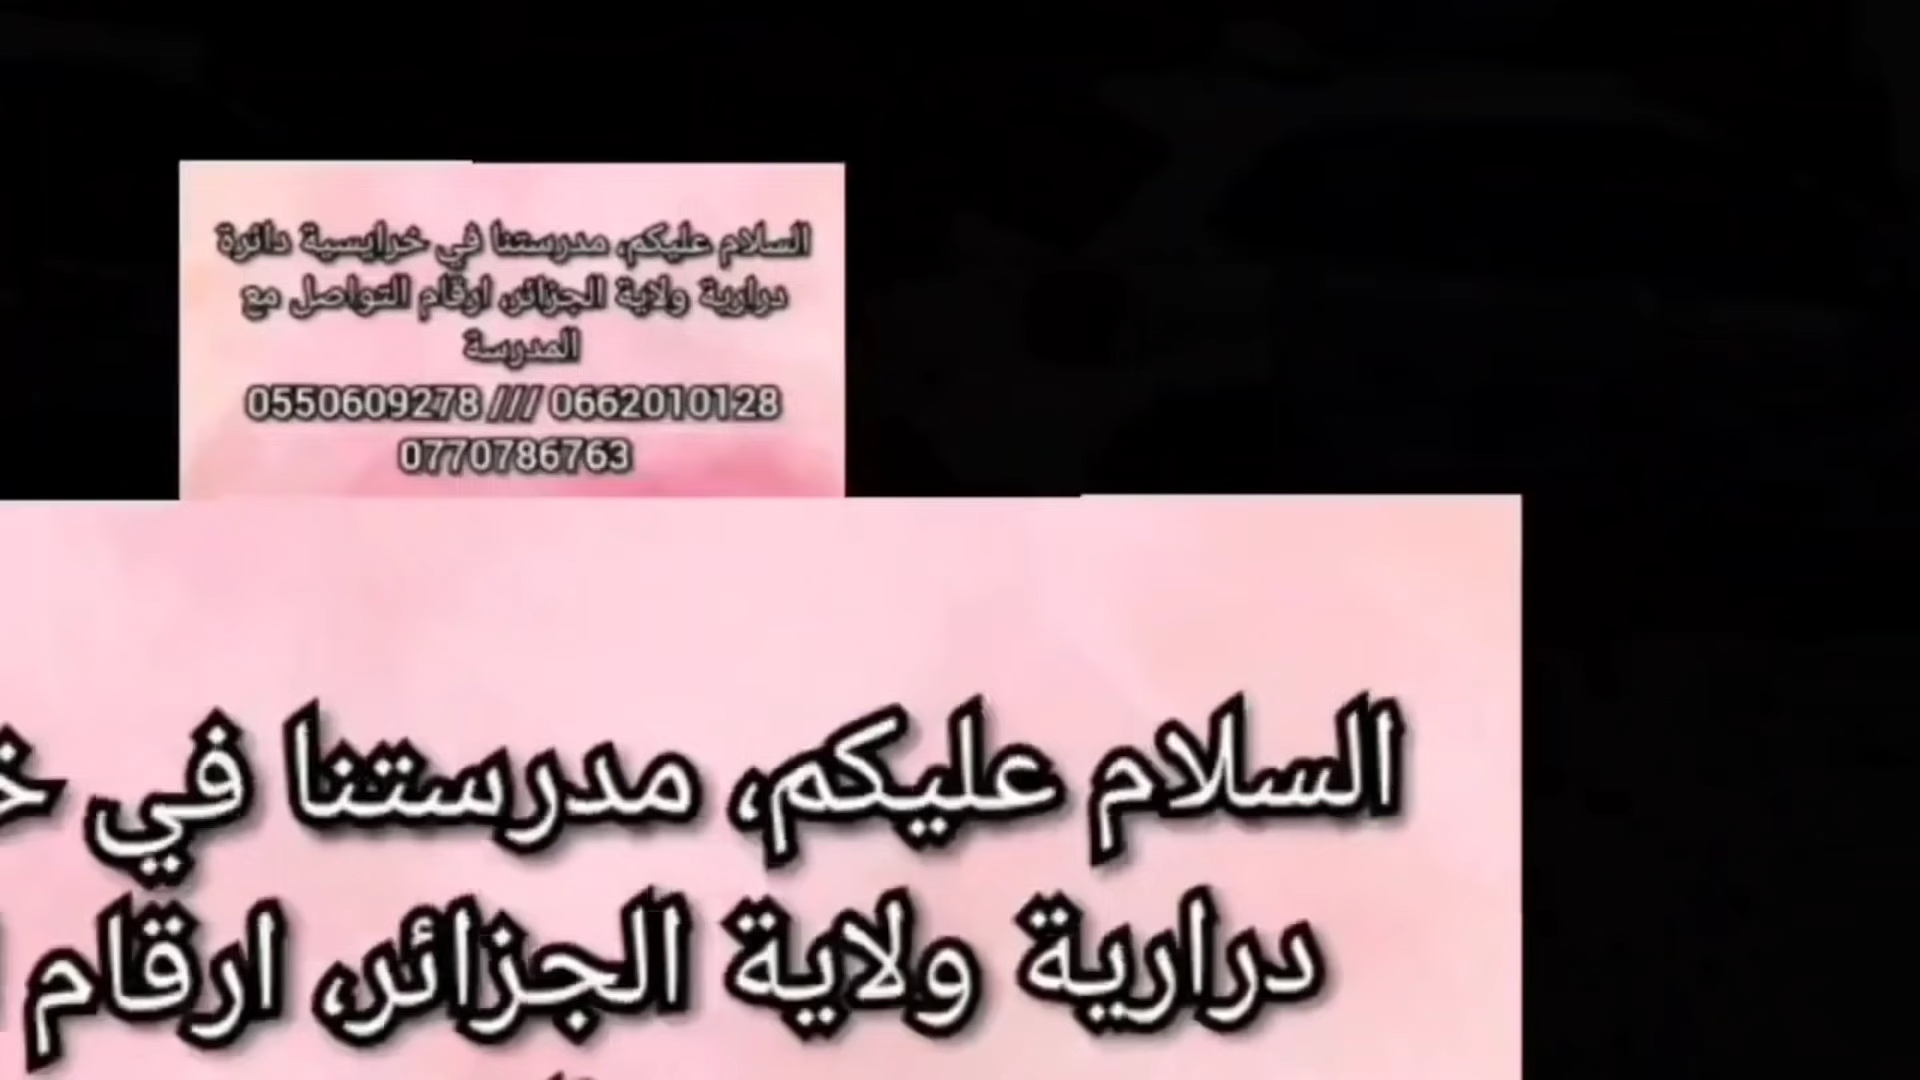 السلام عليكم، مدرستنا في خرايسية دائرة
درارية ولاية الجزائر، ارقام التواصل مع
المدرسة
0550609278 /// 0662010128
0770786763
السلام عليكم، مدرستنا في
درارية ولاية الجزائر، ارقام